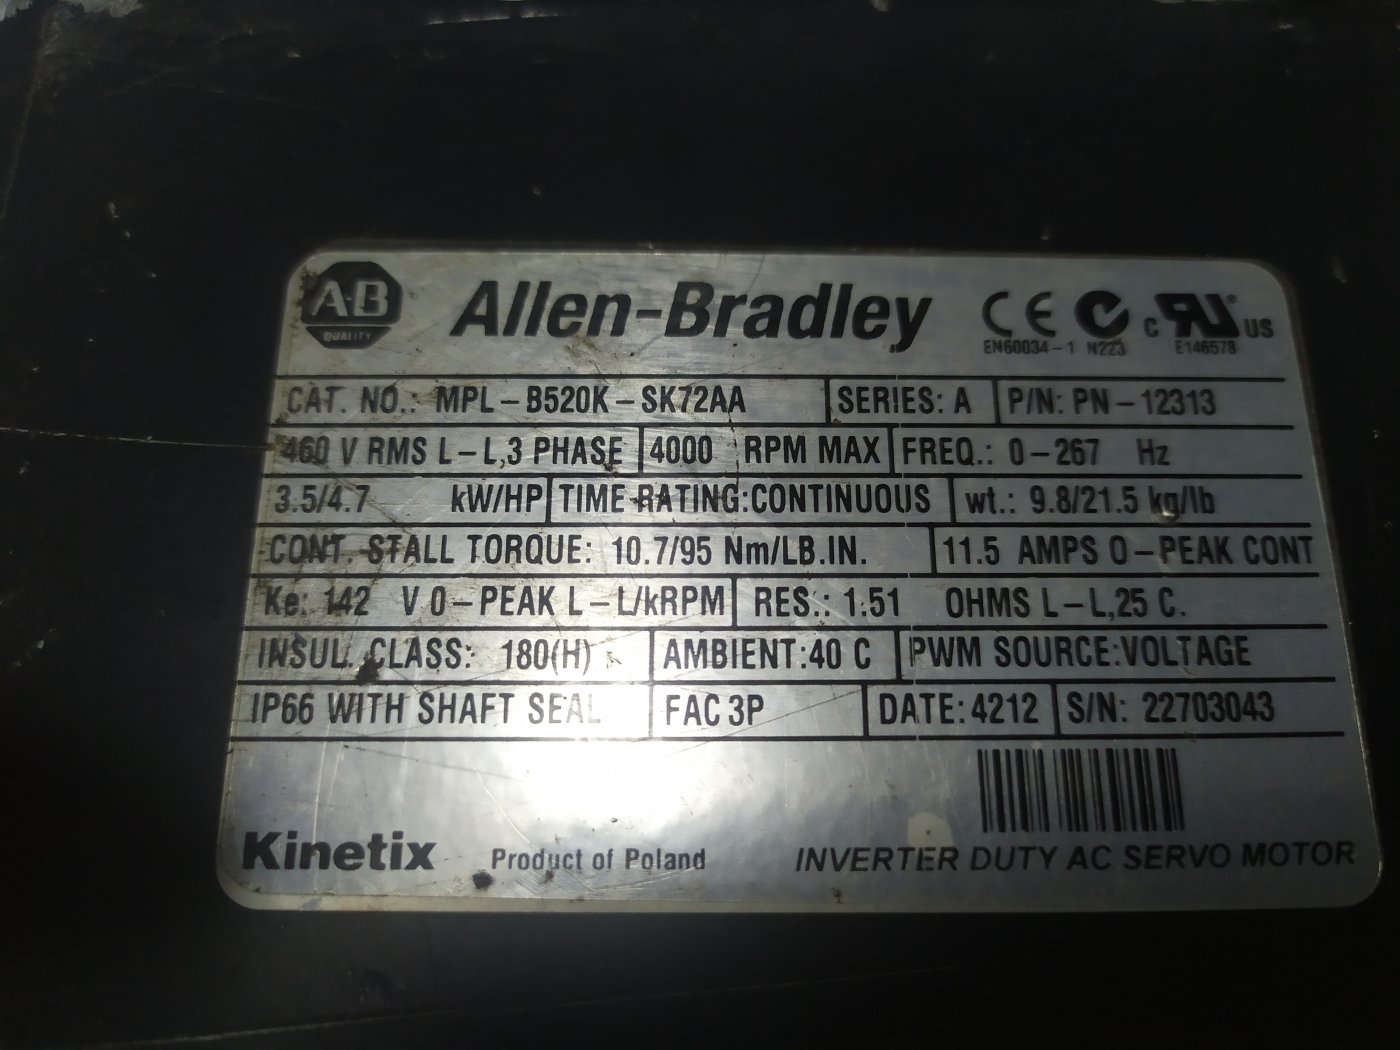 A-B Allen-Bradley CE C UR ® US
QUALITY EN60034-1 N223 E146578
CAT. NO.: MPL-B520K-SK72AA SERIES: A P/N: PN-12313
460 V RMS L-L,3 PHASE 4000 RPM MAX FREQ.: 0-267 Hz
3.5/4.7 kW/HP TIME RATING:CONTINUOUS wt.: 9.8/21.5 kg/lb
CONT. STALL TORQUE: 10.7/95 Nm/LB.IN. 11.5 AMPS 0-PEAK CONT
Ke: 142 V 0-PEAK L-L/kRPM RES.: 1.51 OHMS L-L,25 C.
INSUL. CLASS: 180(H) AMBIENT:40 C PWM SOURCE:VOLTAGE
IP66 WITH SHAFT SEAL FAC 3P DATE: 4212 S/N: 22703043
Kinetix Product of Poland INVERTER DUTY AC SERVO MOTOR